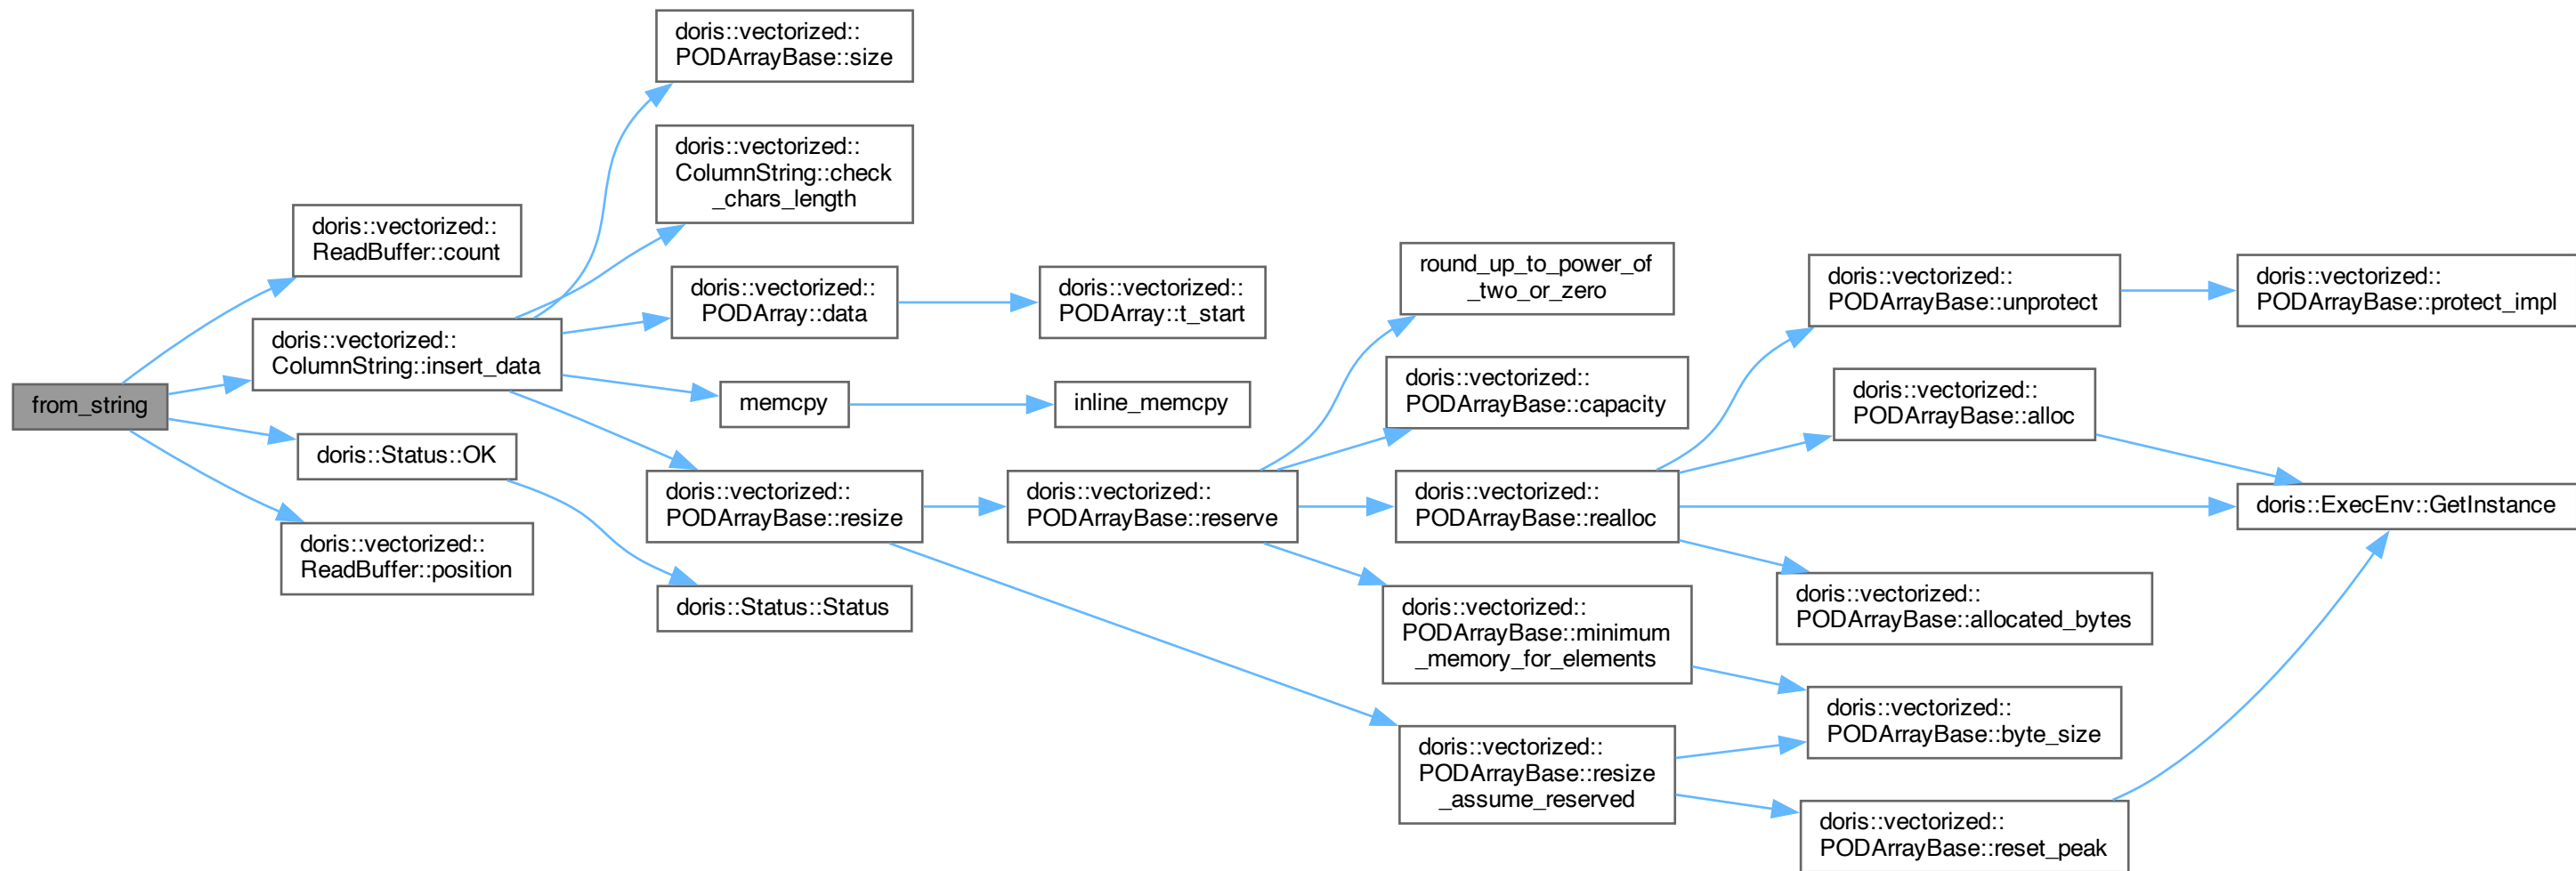 from_string
doris::vectorized::
ReadBuffer::count
doris::vectorized::
ColumnString::insert_data
doris::Status::OK
doris::vectorized::
ReadBuffer::position
doris::vectorized::
PODArrayBase::size
doris::vectorized::
ColumnString::check
_chars_length
doris::vectorized::
PODArray::data
memcpy
doris::vectorized::
PODArrayBase::resize
doris::Status::Status
doris::vectorized::
PODArray::t_start
inline_memcpy
doris::vectorized::
PODArrayBase::reserve
round_up_to_power_of
_two_or_zero
doris::vectorized::
PODArrayBase::capacity
doris::vectorized::
PODArrayBase::realloc
doris::vectorized::
PODArrayBase::minimum
_memory_for_elements
doris::vectorized::
PODArrayBase::resize
_assume_reserved
doris::vectorized::
PODArrayBase::unprotect
doris::vectorized::
PODArrayBase::alloc
doris::vectorized::
PODArrayBase::allocated_bytes
doris::vectorized::
PODArrayBase::byte_size
doris::vectorized::
PODArrayBase::reset_peak
doris::vectorized::
PODArrayBase::protect_impl
doris::ExecEnv::GetInstance